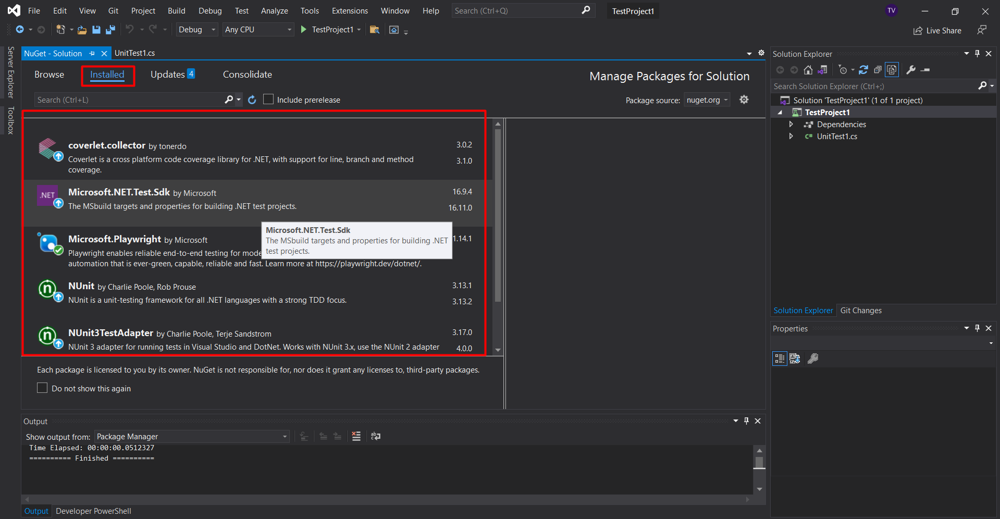 File Edit View Git Project Build Debug Test Analyze Tools Extensions Window Help Search (Ctrl+Q) TestProject1 TV
Debug Any CPU TestProject1 Live Share
Server Explorer
Toolbox
NuGet - Solution UnitTest1.cs
Browse Installed Updates 4 Consolidate Manage Packages for Solution
Search (Ctrl+L) Include prerelease Package source: nuget.org
coverlet.collector by tonerdo 3.0.2
Coverlet is a cross platform code coverage library for .NET, with support for line, branch and method 3.1.0
coverage.
.NET Microsoft.NET.Test.Sdk by Microsoft 16.9.4
The MSbuild targets and properties for building .NET test projects. 16.11.0
Microsoft.NET.Test.Sdk
The MSbuild targets and properties for building .NET
test projects.
Microsoft.Playwright by Microsoft 1.14.1
Playwright enables reliable end-to-end testing for mode
automation that is ever-green, capable, reliable and fast. Learn more at https://playwright.dev/dotnet/.
n NUnit by Charlie Poole, Rob Prouse 3.13.1
NUnit is a unit-testing framework for all .NET languages with a strong TDD focus. 3.13.2
n NUnit3TestAdapter by Charlie Poole, Terje Sandstrom 3.17.0
NUnit 3 adapter for running tests in Visual Studio and DotNet. Works with NUnit 3.x, use the NUnit 2 adapter 4.0.0
Each package is licensed to you by its owner. NuGet is not responsible for, nor does it grant any licenses to, third-party packages.
Do not show this again
Output
Show output from: Package Manager
Time Elapsed: 00:00:00.0512327
========== Finished ==========
Output Developer PowerShell
Solution Explorer
Search Solution Explorer (Ctrl+;)
Solution 'TestProject1' (1 of 1 project)
TestProject1
Dependencies
C# UnitTest1.cs
Solution Explorer Git Changes
Properties